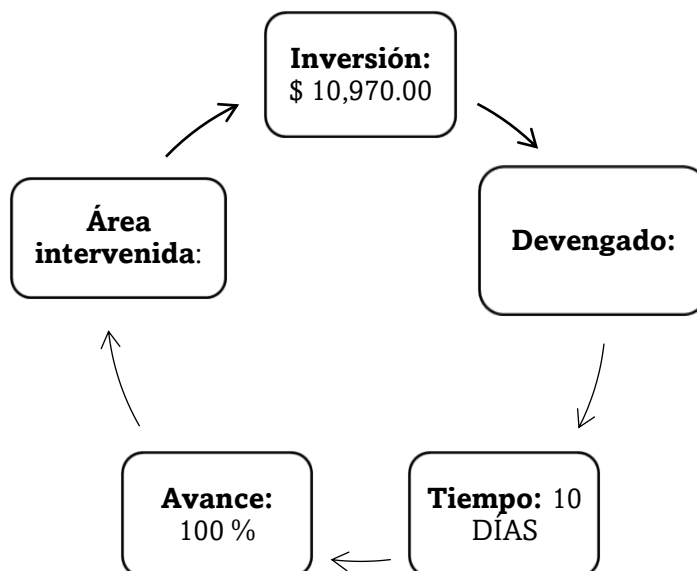 Inversión:
$ 10,970.00
Devengado:
Tiempo: 10
DÍAS
Avance:
100 %
Área
intervenida: